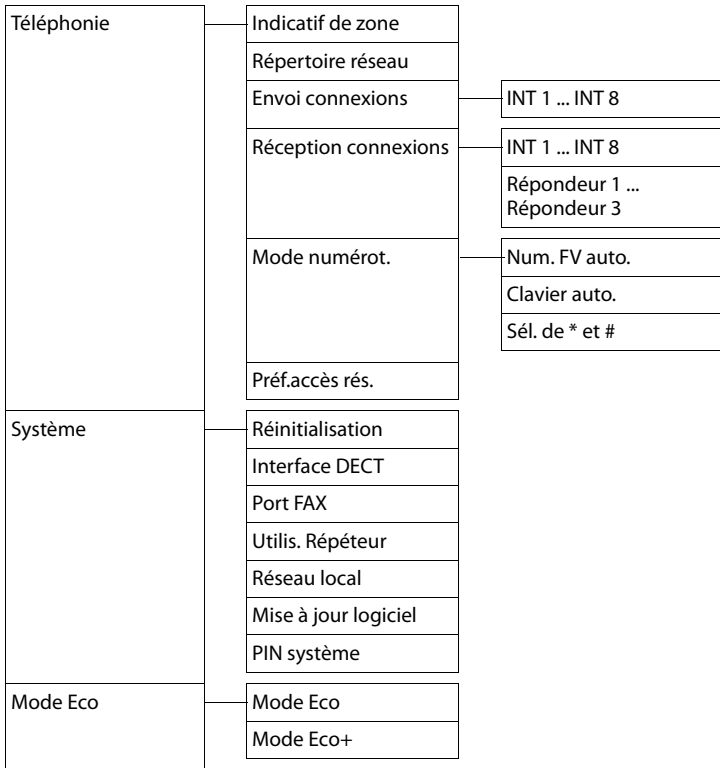 Téléphonie
Indicatif de zone
Répertoire réseau
Envoi connexions
INT 1 ... INT 8
Réception connexions
INT 1 ... INT 8
Répondeur 1 ...
Répondeur 3
Mode numérot.
Num. FV auto.
Clavier auto.
Sél. de * et #
Préf.accès rés.
Système
Réinitialisation
Interface DECT
Port FAX
Utilis. Répéteur
Réseau local
Mise à jour logiciel
PIN système
Mode Eco
Mode Eco
Mode Eco+